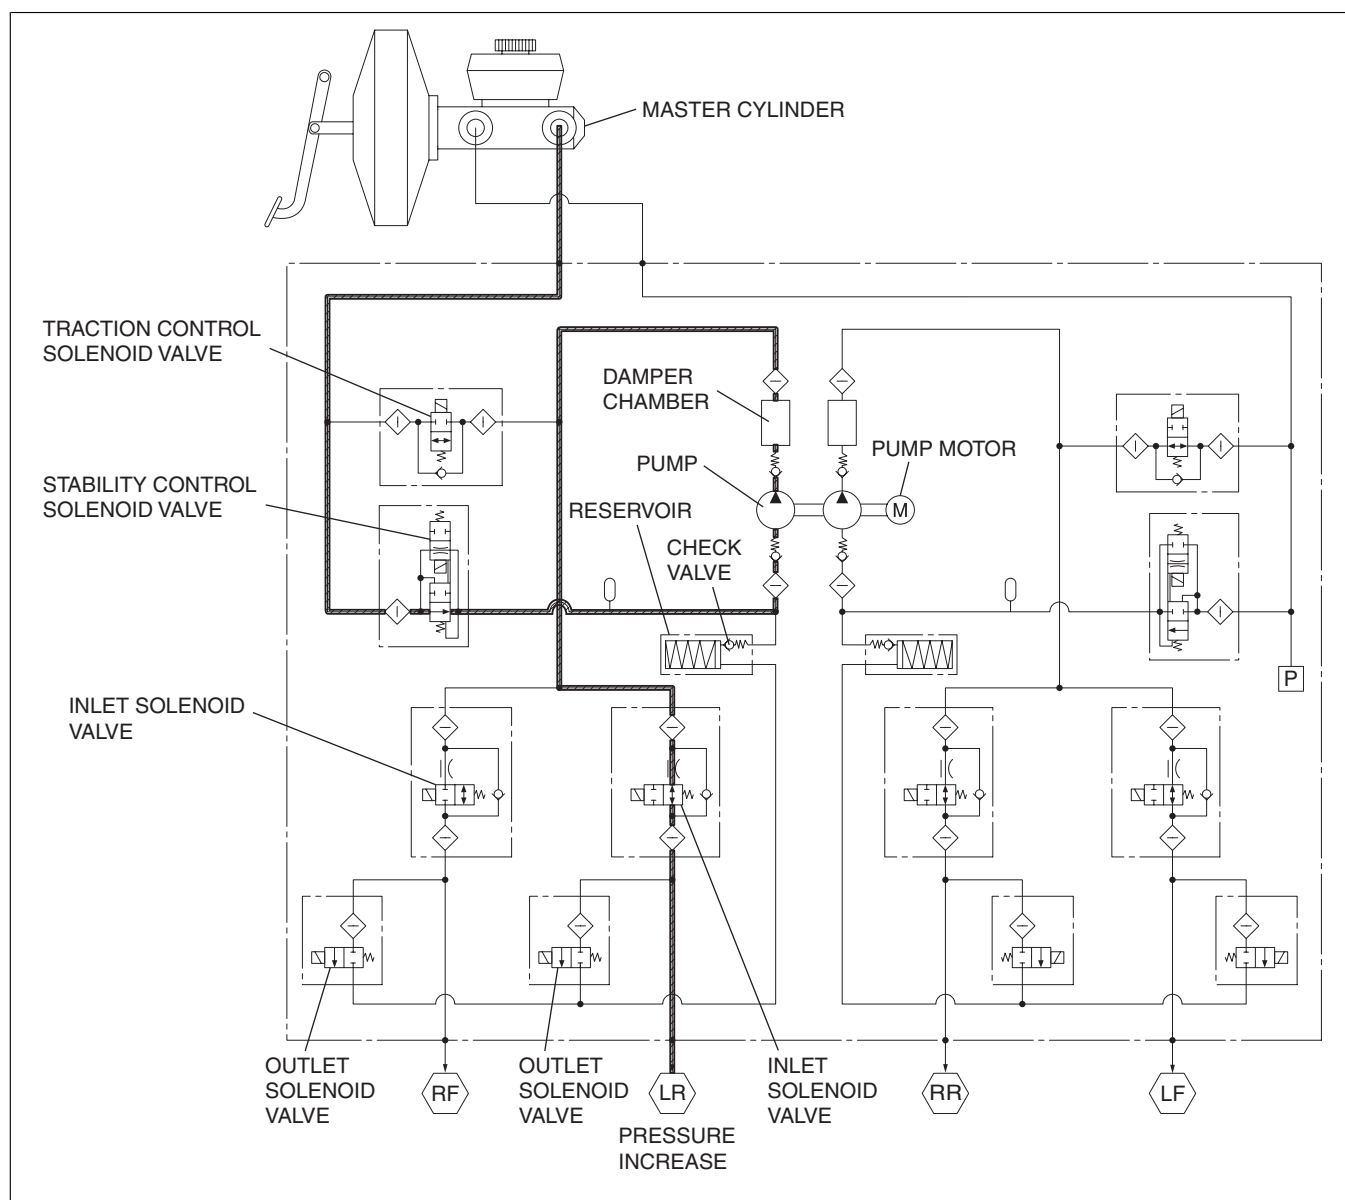 MASTER CYLINDER
TRACTION CONTROL
SOLENOID VALVE
DAMPER
CHAMBER
PUMP MOTOR
PUMP
STABILITY CONTROL
SOLENOID VALVE
RESERVOIR
M
CHECK
VALVE
P
INLET SOLENOID
VALVE
OUTLET
SOLENOID
VALVE
RF
OUTLET
SOLENOID
VALVE
LR
INLET
SOLENOID
VALVE
RR
LF
PRESSURE
INCREASE